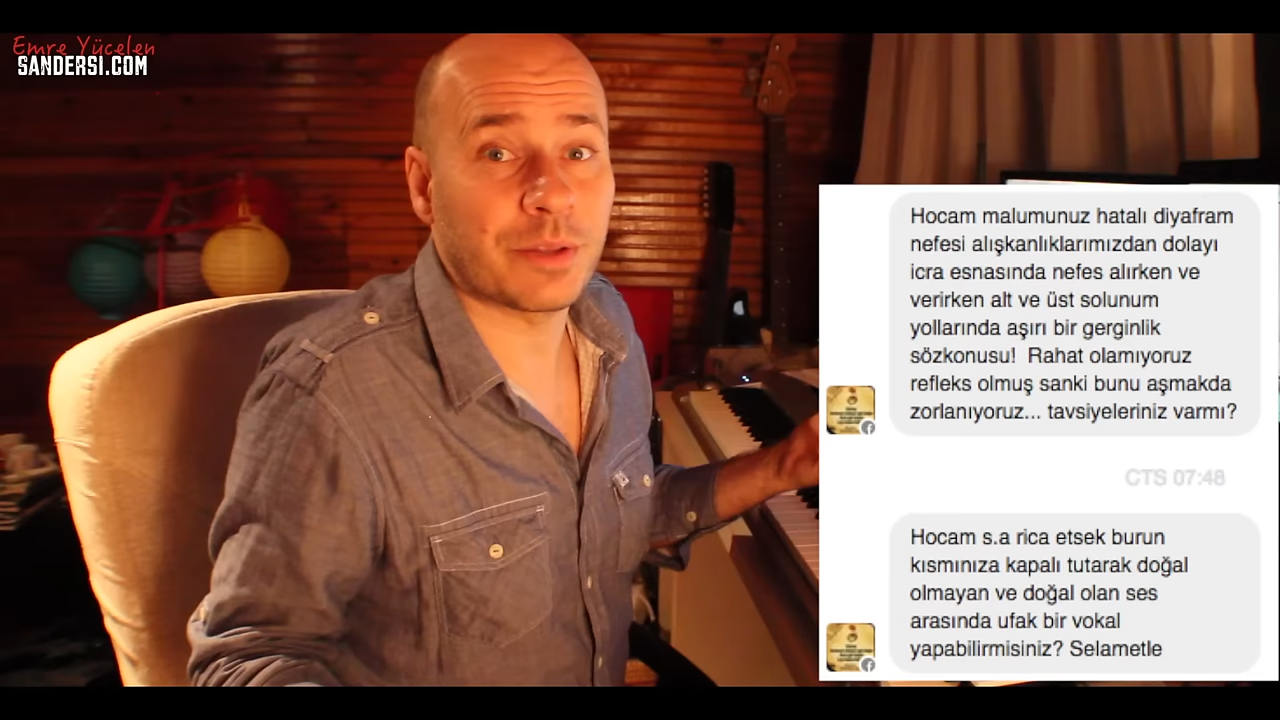 Emre Yücelen
SANDERSI.COM
Hocam malumunuz hatalı diyafram
nefesi alışkanlıklarımızdan dolayı
icra esnasında nefes alırken ve
verirken alt ve üst solunum
yollarında aşırı bir gerginlik
sözkonusu!  Rahat olamıyoruz
refleks olmuş sanki bunu aşmakda
zorlanıyoruz... tavsiyeleriniz varmı?
CTS 07:48
Hocam s.a rica etsek burun
kısmınıza kapalı tutarak doğal
olmayan ve doğal olan ses
arasında ufak bir vokal
yapabilirmisiniz? Selametle